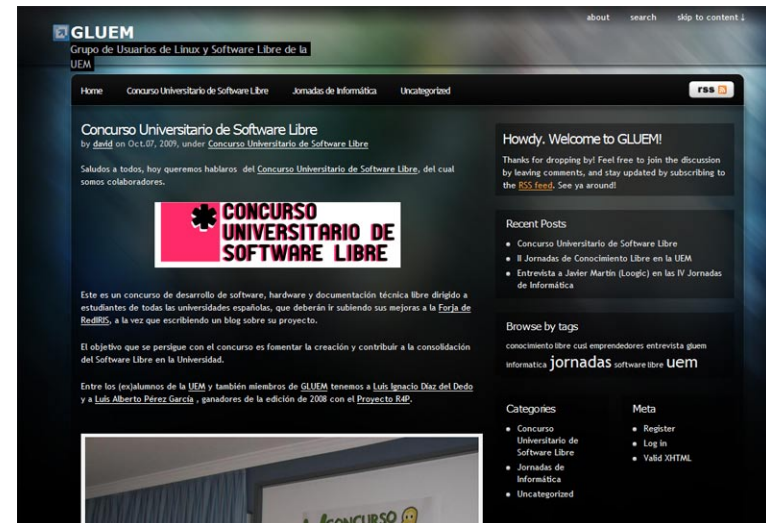 about search skip to content ↓
GLUEM
Grupo de Usuarios de Linux y Software Libre de la
UEM
Home Concurso Universitario de Software Libre Jornadas de Informática Uncategorized
rss
Concurso Universitario de Software Libre
by david on Oct.07, 2009, under Concurso Universitario de Software Libre
Saludos a todos, hoy queremos hablaros del Concurso Universitario de Software Libre, del cual
somos colaboradores.
CONCURSO
UNIVERSITARIO DE
SOFTWARE LIBRE
Este es un concurso de desarrollo de software, hardware y documentación técnica libre dirigido a
estudiantes de todas las universidades españolas, que deberán ir subiendo sus mejoras a la Forja de
RedIRIS, a la vez que escribiendo un blog sobre su proyecto.
El objetivo que se persigue con el concurso es fomentar la creación y contribuir a la consolidación
del Software Libre en la Universidad.
Entre los (ex)alumnos de la UEM y también miembros de GLUEM tenemos a Luis Ignacio Díaz del Dedo
y a Luis Alberto Pérez García , ganadores de la edición de 2008 con el Proyecto R4P.
CONCURSO
Howdy. Welcome to GLUEM!
Thanks for dropping by! Feel free to join the discussion
by leaving comments, and stay updated by subscribing to
the RSS feed. See ya around!
Recent Posts
Concurso Universitario de Software Libre
II Jornadas de Conocimiento Libre en la UEM
Entrevista a Javier Martín (Loogic) en las IV Jornadas
de Informática
Browse by tags
conocimiento libre cusl emprendedores entrevista gluem
informatica jornadas software libre uem
Categories
Concurso
Universitario de
Software Libre
Jornadas de
Informática
Uncategorized
Meta
Register
Log in
Valid XHTML